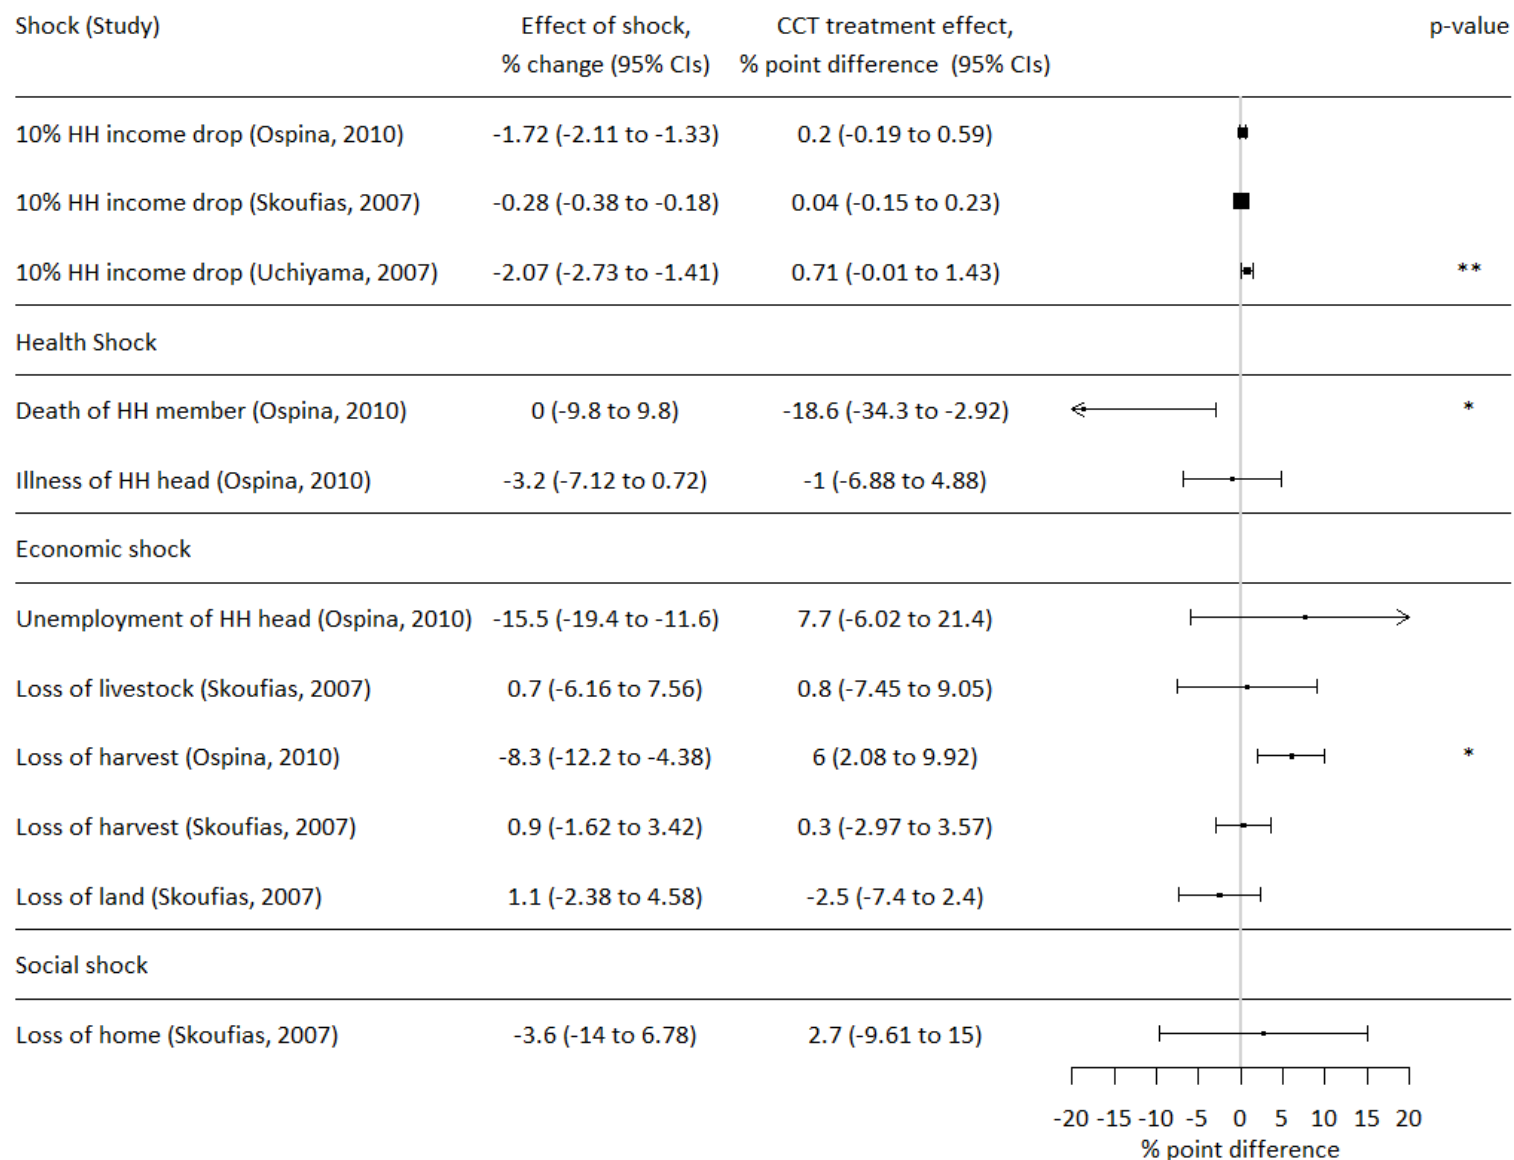 Shock (Study) Effect of shock, CCT treatment effect, p-value
% change (95% CIs) % point difference (95% CIs)
10% HH income drop (Ospina, 2010) -1.72 (-2.11 to -1.33) 0.2 (-0.19 to 0.59)
10% HH income drop (Skoufias, 2007) -0.28 (-0.38 to -0.18) 0.04 (-0.15 to 0.23)
10% HH income drop (Uchiyama, 2007) -2.07 (-2.73 to -1.41) 0.71 (-0.01 to 1.43) **
Health Shock
Death of HH member (Ospina, 2010) 0 (-9.8 to 9.8) -18.6 (-34.3 to -2.92) *
Illness of HH head (Ospina, 2010) -3.2 (-7.12 to 0.72) -1 (-6.88 to 4.88)
Economic shock
Unemployment of HH head (Ospina, 2010) -15.5 (-19.4 to -11.6) 7.7 (-6.02 to 21.4)
Loss of livestock (Skoufias, 2007) 0.7 (-6.16 to 7.56) 0.8 (-7.45 to 9.05)
Loss of harvest (Ospina, 2010) -8.3 (-12.2 to -4.38) 6 (2.08 to 9.92) *
Loss of harvest (Skoufias, 2007) 0.9 (-1.62 to 3.42) 0.3 (-2.97 to 3.57)
Loss of land (Skoufias, 2007) 1.1 (-2.38 to 4.58) -2.5 (-7.4 to 2.4)
Social shock
Loss of home (Skoufias, 2007) -3.6 (-14 to 6.78) 2.7 (-9.61 to 15)
-20 -15 -10 -5 0 5 10 15 20
% point difference